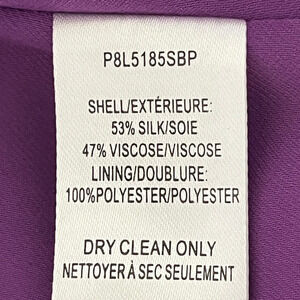 P8L5185SBP
SHELL/EXTÉRIEURE:
53% SILK/SOIE
47% VISCOSE/VISCOSE
LINING/DOUBLURE:
100%POLYESTER/POLYESTER
DRY CLEAN ONLY
NETTOYER À SEC SEULEMENT